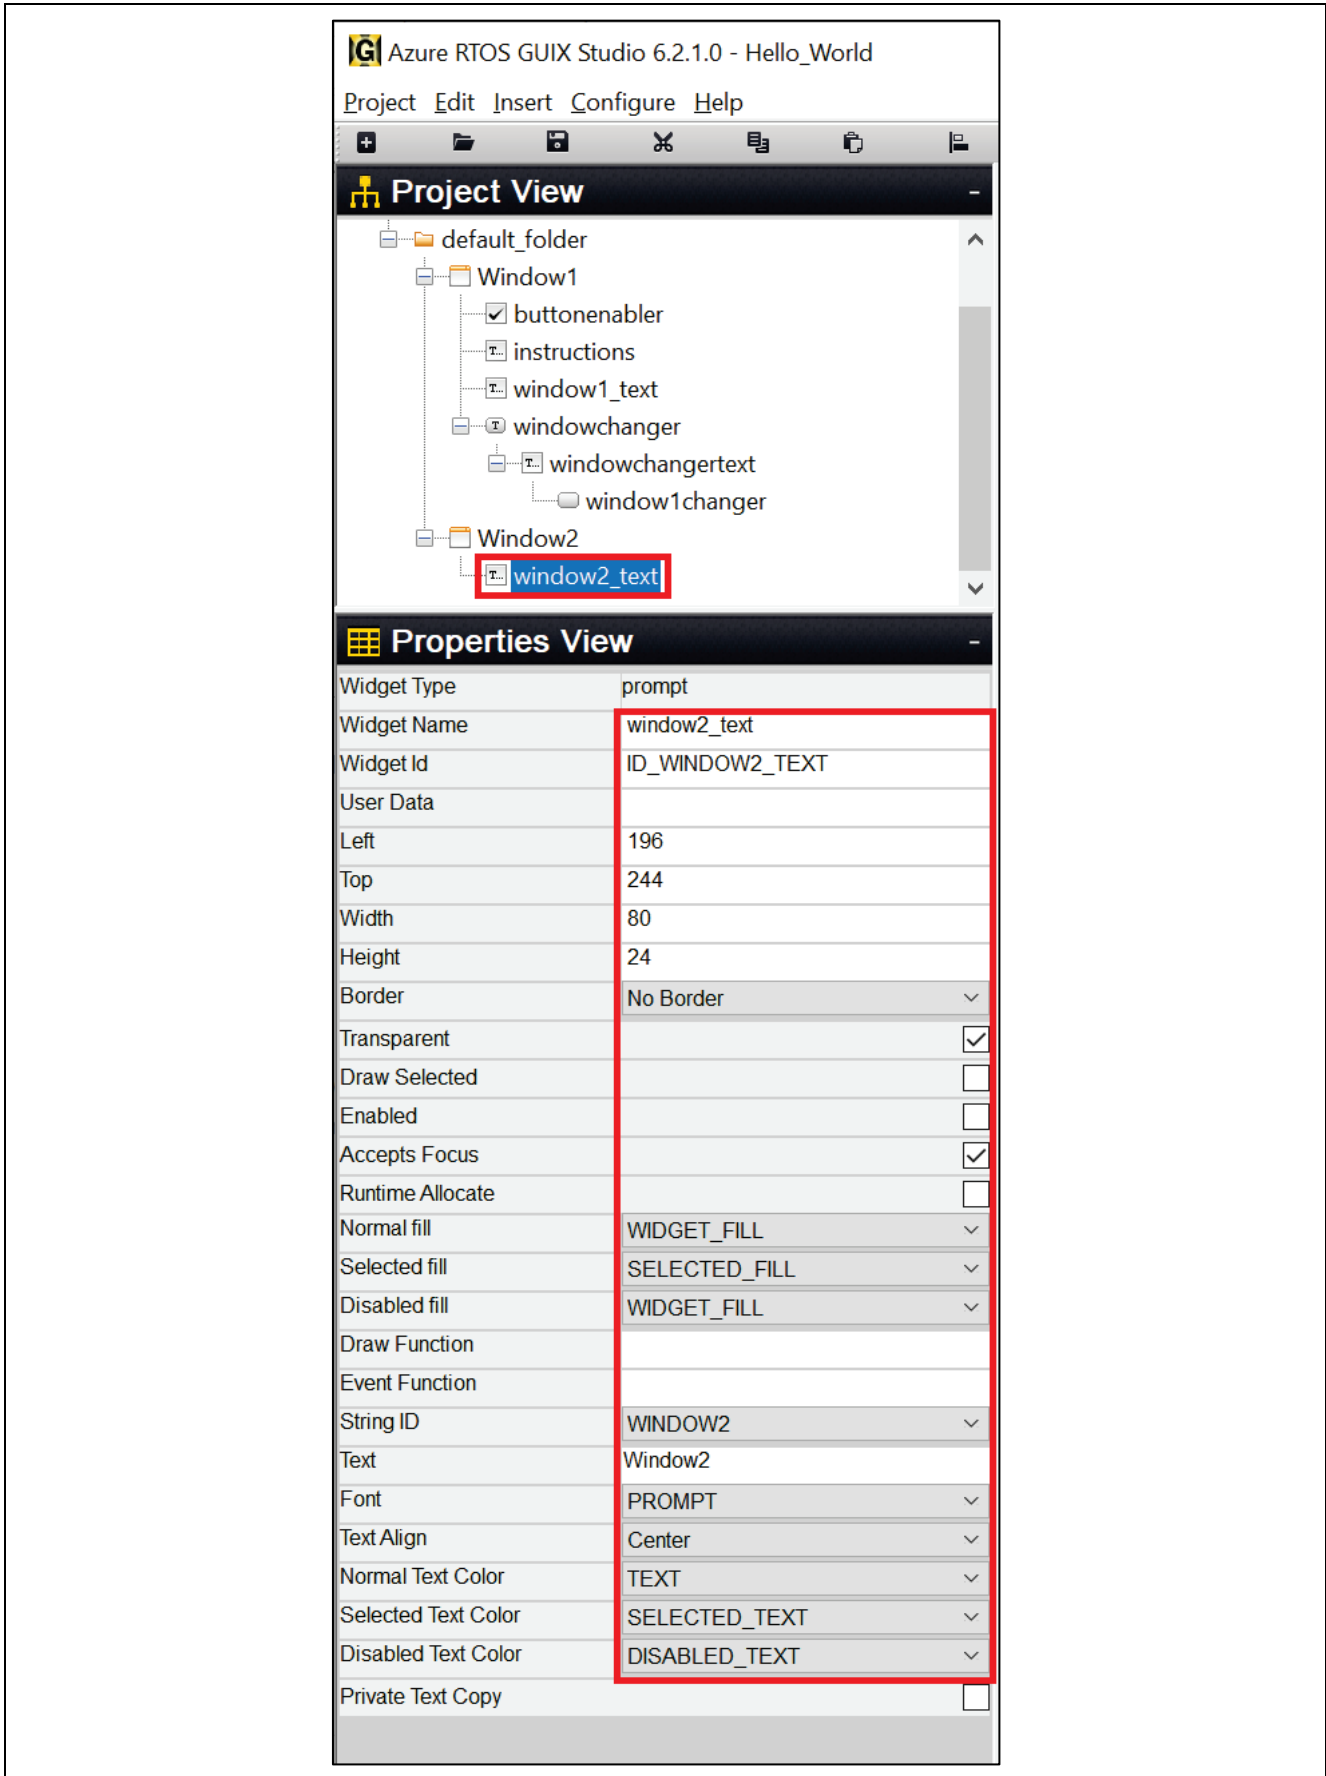 Azure RTOS GUIX Studio 6.2.1.0 - Hello_World
Project Edit Insert Configure Help
Project View
default_folder
Window1
buttonenabler
instructions
window1_text
windowchanger
windowchangertext
window1changer
Window2
window2_text
Properties View
Widget Type prompt
Widget Name window2_text
Widget Id ID_WINDOW2_TEXT
User Data
Left 196
Top 244
Width 80
Height 24
Border No Border
Transparent
Draw Selected
Enabled
Accepts Focus
Runtime Allocate
Normal fill WIDGET_FILL
Selected fill SELECTED_FILL
Disabled fill WIDGET_FILL
Draw Function
Event Function
String ID WINDOW2
Text Window2
Font PROMPT
Text Align Center
Normal Text Color TEXT
Selected Text Color SELECTED_TEXT
Disabled Text Color DISABLED_TEXT
Private Text Copy